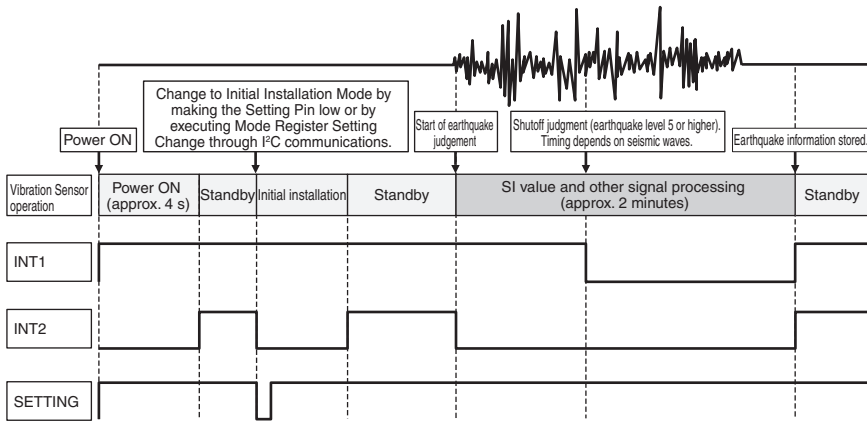 Change to Initial Installation Mode by
making the Setting Pin low or by
executing Mode Register Setting
Change through I²C communications.
Power ON
Start of earthquake
judgement
Shutoff judgment (earthquake level 5 or higher).
Timing depends on seismic waves.
Earthquake information stored.
Vibration Sensor
operation
Power ON
(approx. 4 s)
Standby
Initial installation
Standby
SI value and other signal processing
(approx. 2 minutes)
Standby
INT1
INT2
SETTING